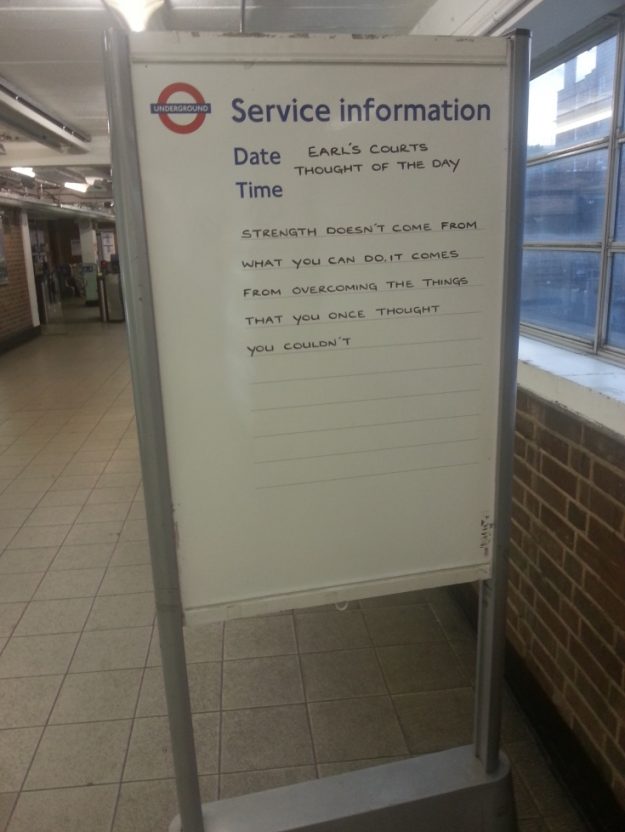 UNDERGROUND
Service information
Date EARL'S COURTS
THOUGHT OF THE DAY
Time
STRENGTH DOESN'T COME FROM
WHAT YOU CAN DO. IT COMES
FROM OVERCOMING THE THINGS
THAT YOU ONCE THOUGHT
YOU COULDN'T